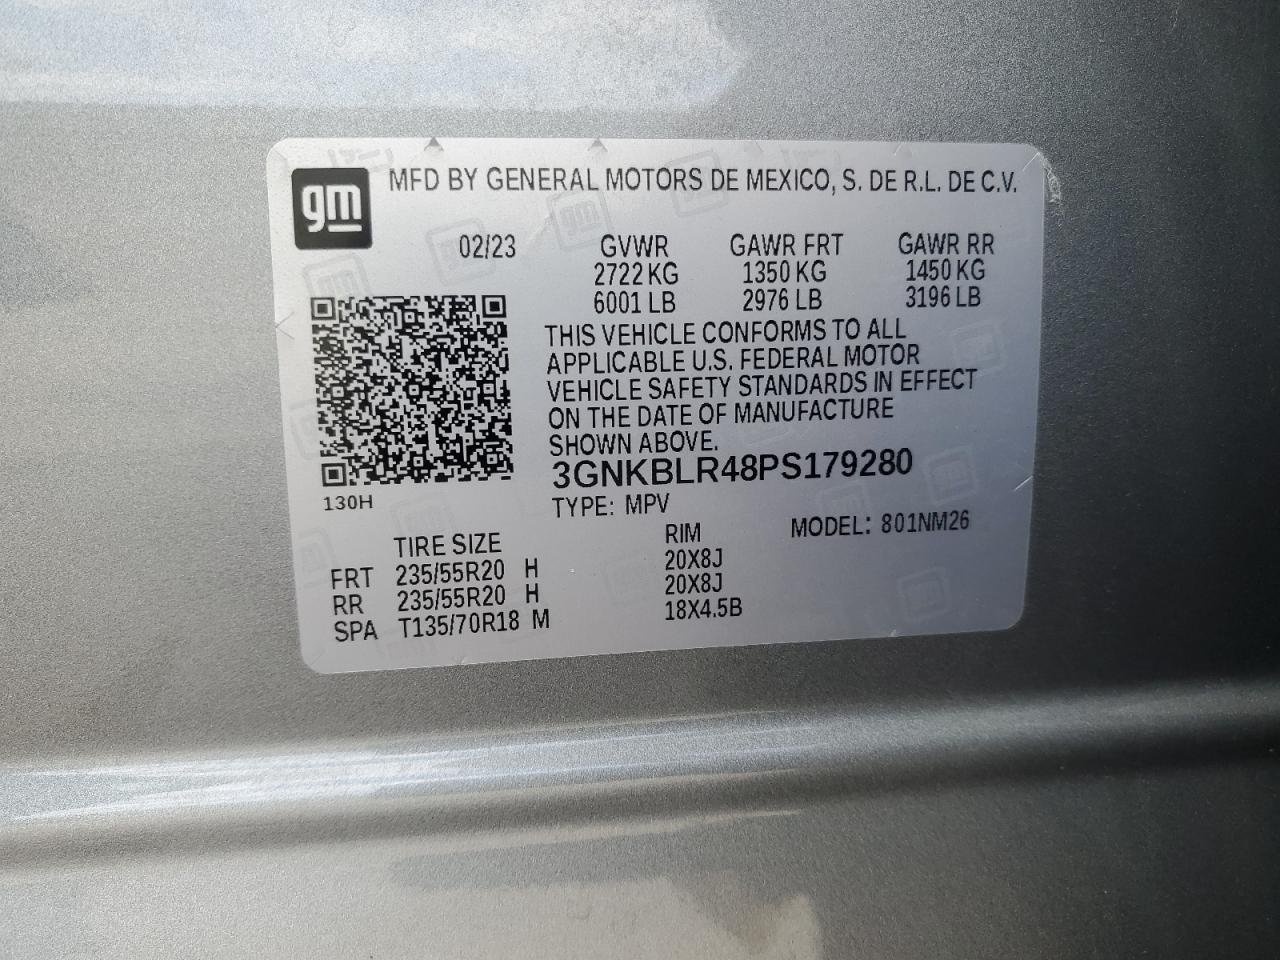 gm
MFD BY GENERAL MOTORS DE MEXICO, S. DE R.L. DE C.V.
02/23 GVWR GAWR FRT GAWR RR
2722 KG 1350 KG 1450 KG
6001 LB 2976 LB 3196 LB
THIS VEHICLE CONFORMS TO ALL
APPLICABLE U.S. FEDERAL MOTOR
VEHICLE SAFETY STANDARDS IN EFFECT
ON THE DATE OF MANUFACTURE
SHOWN ABOVE.
3GNKBLR48PS179280
130H
TYPE: MPV MODEL: 801NM26
TIRE SIZE RIM
FRT 235/55R20 H 20X8J
RR 235/55R20 H 20X8J
SPA T135/70R18 M 18X4.5B